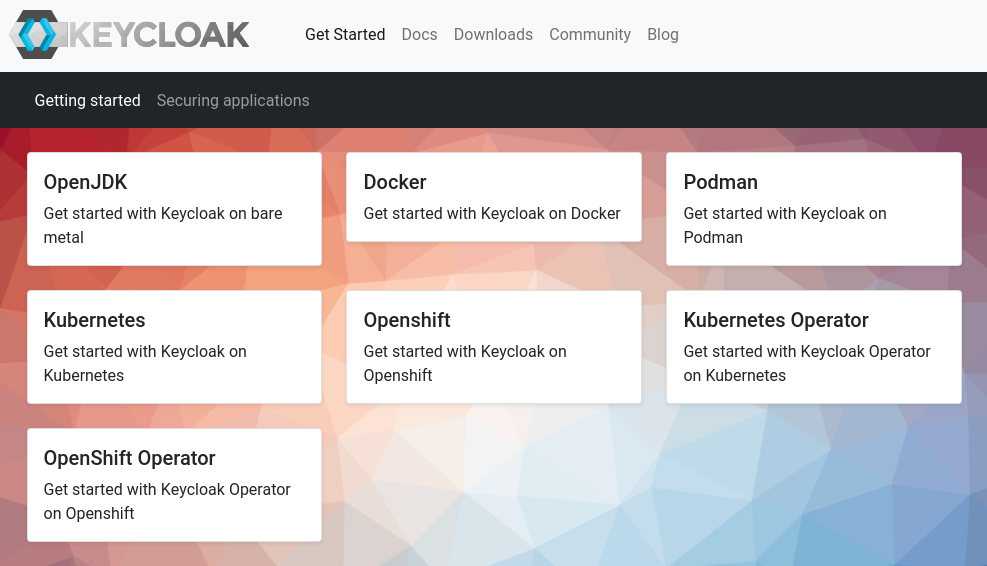 KEYCLOAK
Get Started Docs Downloads Community Blog
Getting started Securing applications
OpenJDK
Get started with Keycloak on bare
metal
Docker
Get started with Keycloak on Docker
Podman
Get started with Keycloak on
Podman
Kubernetes
Get started with Keycloak on
Kubernetes
Openshift
Get started with Keycloak on
Openshift
Kubernetes Operator
Get started with Keycloak Operator
on Kubernetes
OpenShift Operator
Get started with Keycloak Operator
on Openshift